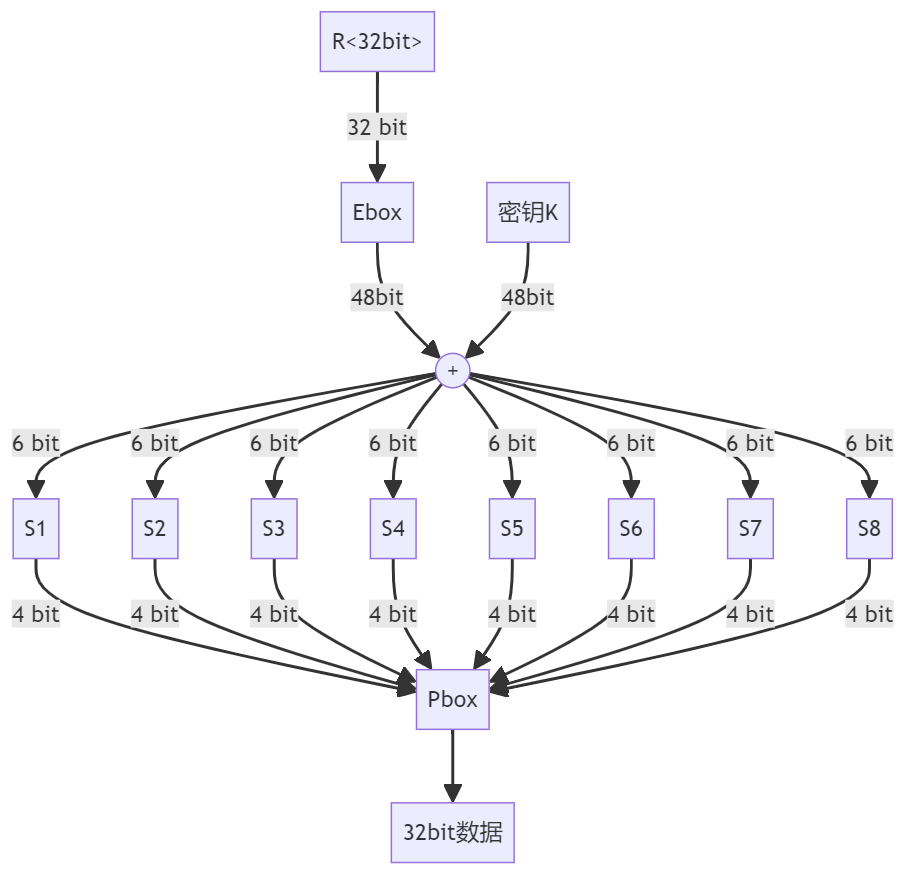 R<32bit>
32 bit
Ebox
密钥K
48bit
48bit
+
6 bit
6 bit
6 bit
6 bit
6 bit
6 bit
6 bit
6 bit
S1
S2
S3
S4
S5
S6
S7
S8
4 bit
4 bit
4 bit
4 bit
4 bit
4 bit
4 bit
4 bit
Pbox
32bit数据